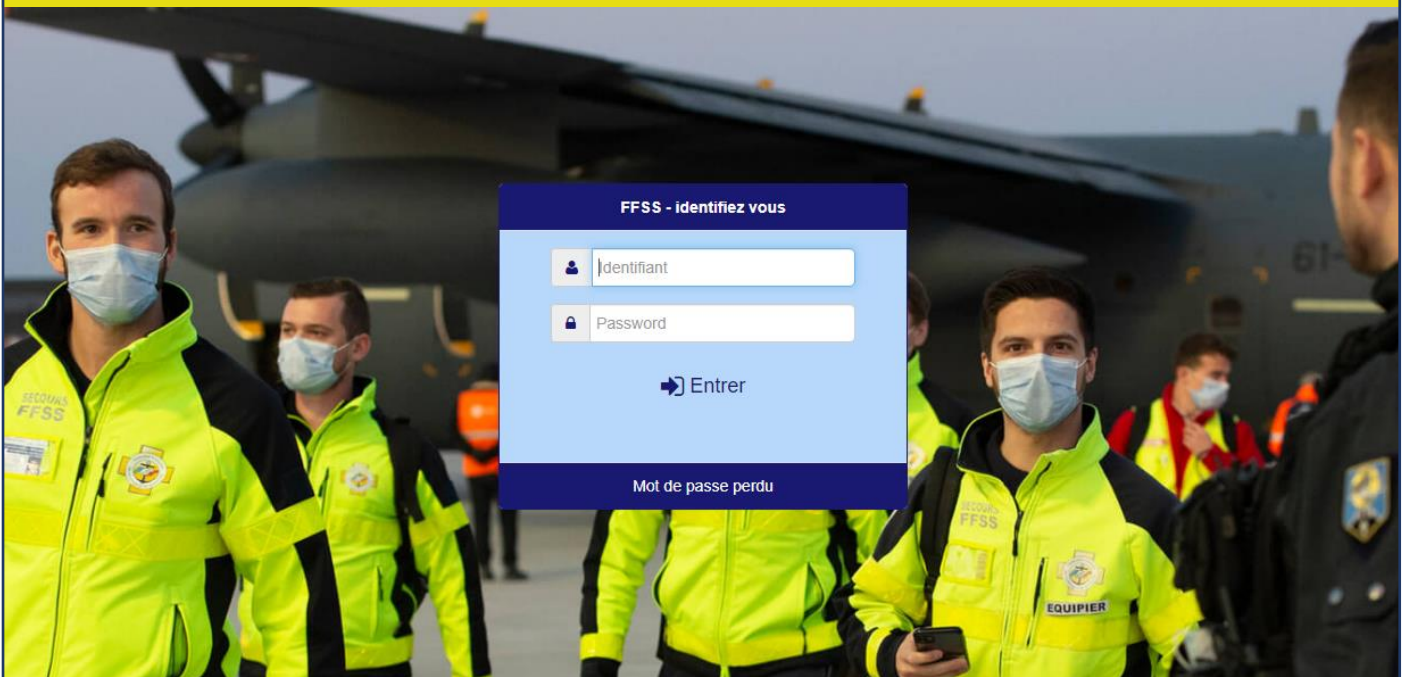 FFSS - identifiez vous
Identifiant
Password
Entrer
Mot de passe perdu
SECOURS
FFSS
SECOURS
FFSS
EQUIPIER
61-